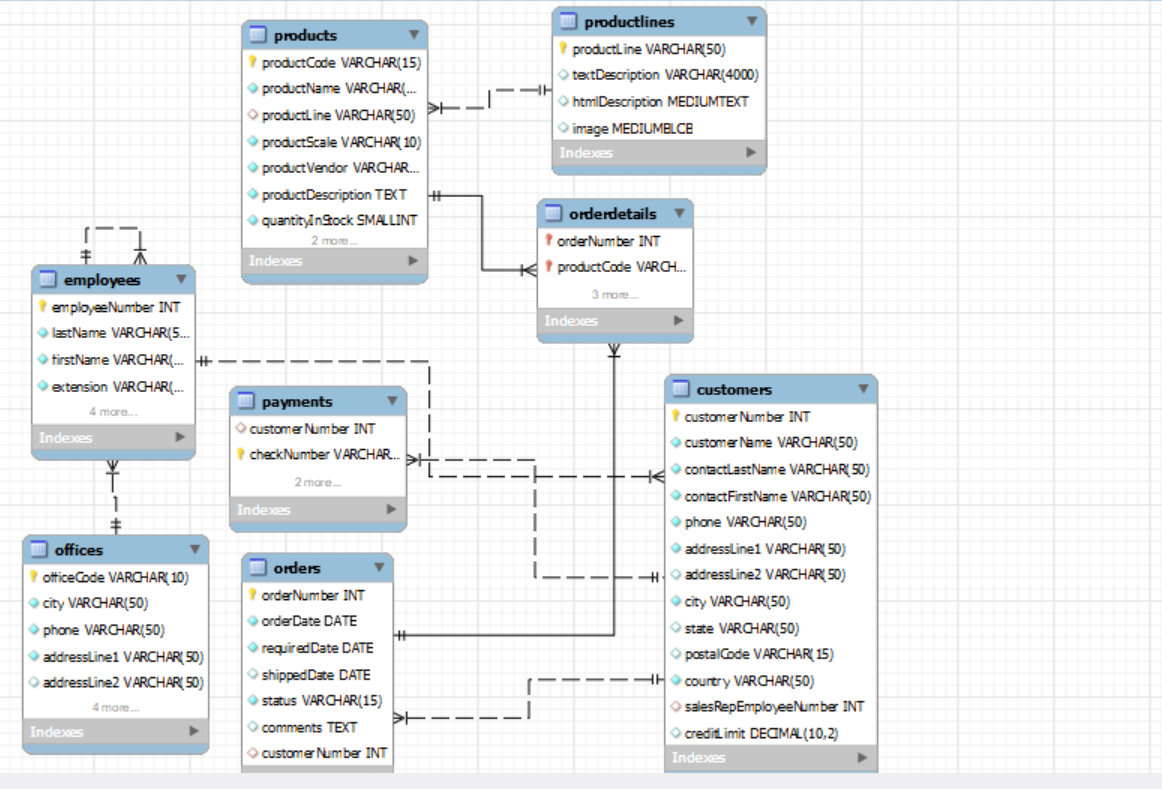 products
productCode VARCHAR(15)
productName VARCHAR(...
productLine VARCHAR(50)
productScale VARCHAR(10)
productVendor VARCHAR...
productDescription TEXT
quantityInStock SMALLINT
2 more...
Indexes
productlines
productLine VARCHAR(50)
textDescription VARCHAR(4000)
htmlDescription MEDIUMTEXT
image MEDIUMBLOB
Indexes
orderdetails
orderNumber INT
productCode VARCH...
3 more...
Indexes
employees
employeeNumber INT
lastName VARCHAR(5...
firstName VARCHAR(...
extension VARCHAR(...
4 more...
Indexes
payments
customerNumber INT
checkNumber VARCHAR...
2 more...
Indexes
customers
customerNumber INT
customerName VARCHAR(50)
contactLastName VARCHAR(50)
contactFirstName VARCHAR(50)
phone VARCHAR(50)
addressLine1 VARCHAR(50)
addressLine2 VARCHAR(50)
city VARCHAR(50)
state VARCHAR(50)
postalCode VARCHAR(15)
country VARCHAR(50)
salesRepEmployeeNumber INT
creditLimit DECIMAL(10,2)
Indexes
offices
officeCode VARCHAR(10)
city VARCHAR(50)
phone VARCHAR(50)
addressLine1 VARCHAR(50)
addressLine2 VARCHAR(50)
4 more...
Indexes
orders
orderNumber INT
orderDate DATE
requiredDate DATE
shippedDate DATE
status VARCHAR(15)
comments TEXT
customerNumber INT